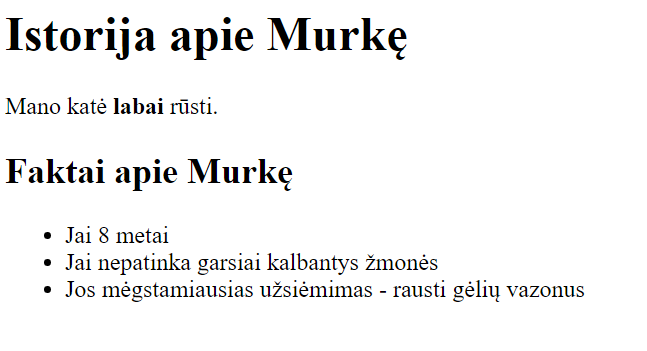 Istorija apie Murkę
Mano katė labai rūsti.
Faktai apie Murkę
Jai 8 metai
Jai nepatinka garsiai kalbantys žmonės
Jos mėgstamiausias užsiėmimas - rausti gėlių vazonus